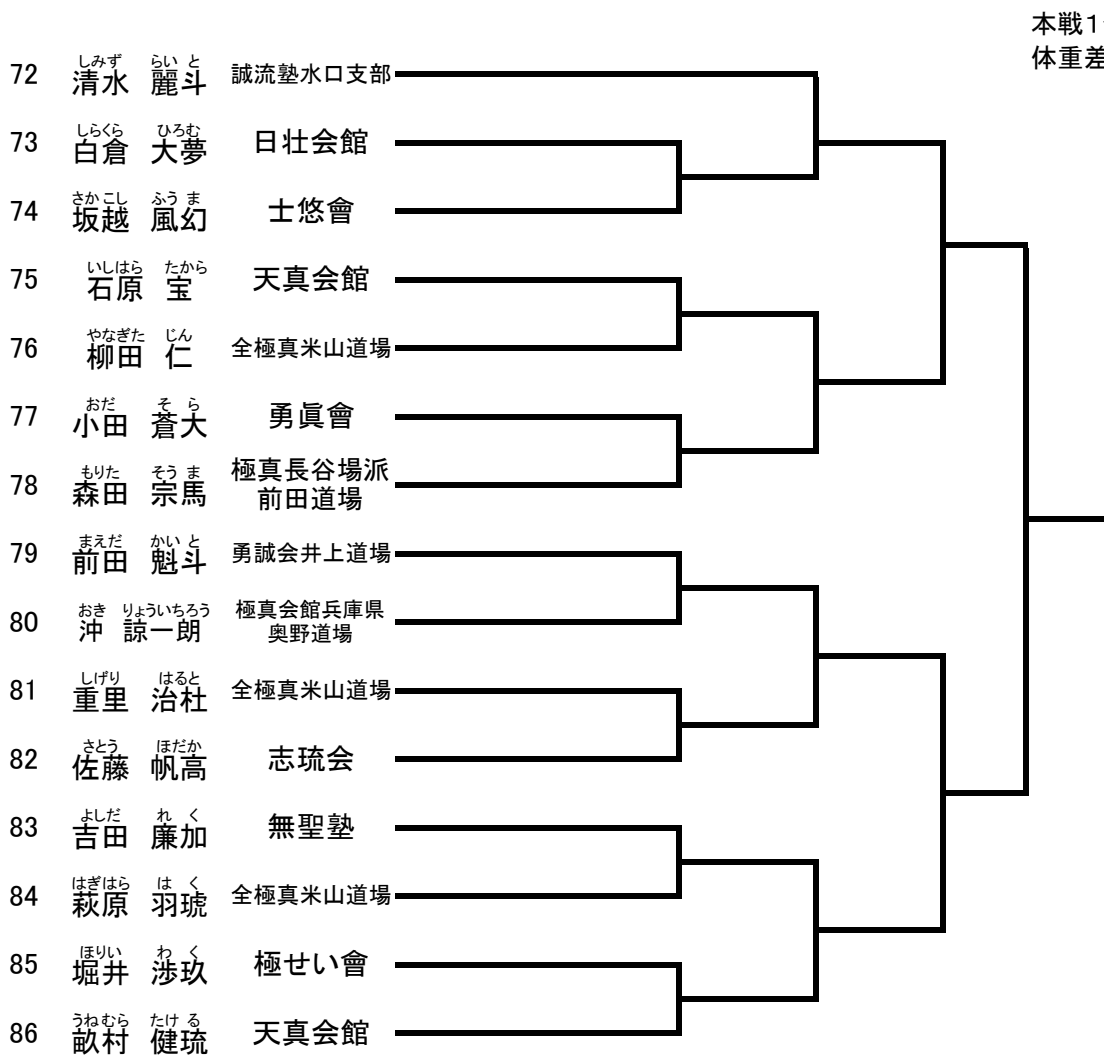 本戦1
体重差
しみず らいと
72 清水 麗斗 誠流塾水口支部
しらくら ひろむ
73 白倉 大夢 日壮会館
さかこし ふうま
74 坂越 風幻 士悠會
いしはら たから
75 石原 宝 天真会館
やなぎた じん
76 柳田 仁 全極真米山道場
おだ そら
77 小田 蒼大 勇眞會
もりた そうま
78 森田 宗馬 極真長谷場派
前田道場
まえだ かいと
79 前田 魁斗 勇誠会井上道場
おき りょういちろう
80 沖 諒一朗 極真会館兵庫県
奥野道場
しげり はると
81 重里 治杜 全極真米山道場
さとう ほだか
82 佐藤 帆高 志琉会
よしだ れく
83 吉田 廉加 無聖塾
はぎはら はく
84 萩原 羽琥 全極真米山道場
ほりい わく
85 堀井 渉玖 極せい會
うねむら たける
86 畝村 健琉 天真会館